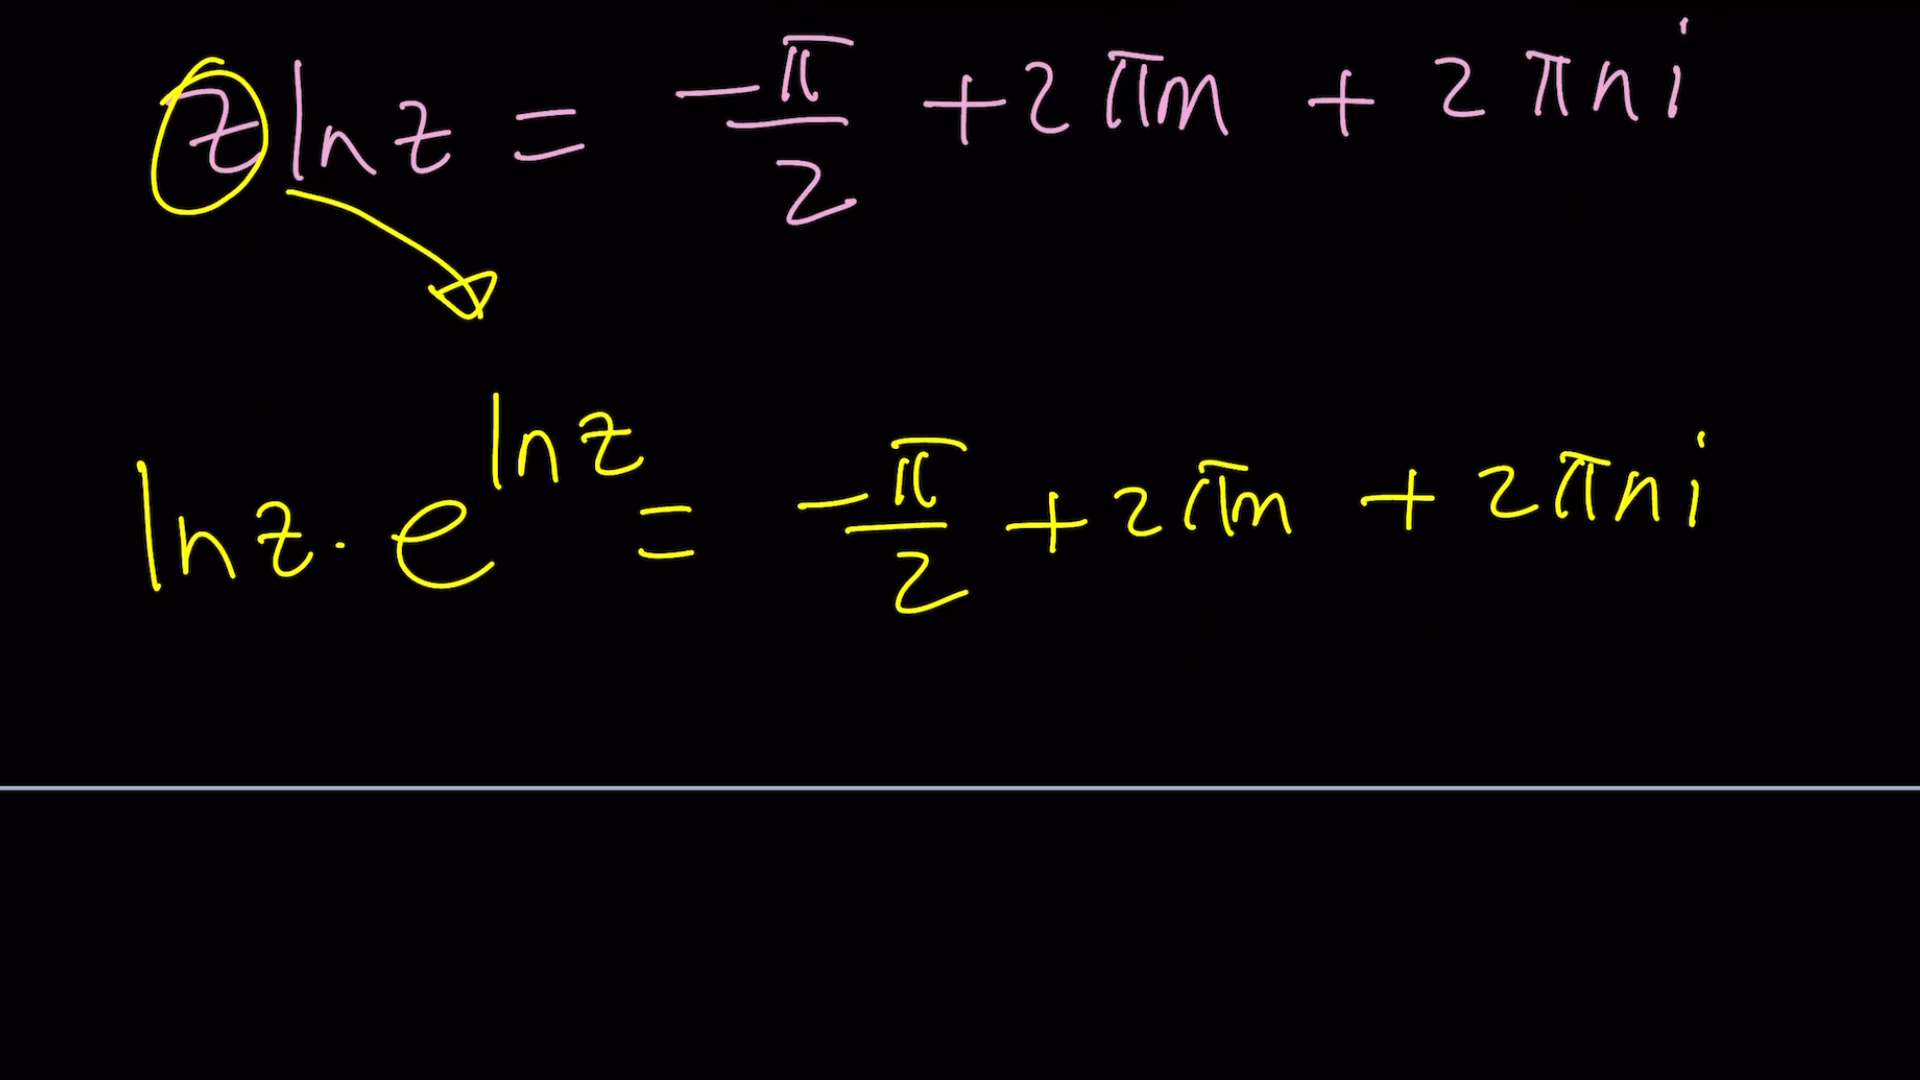 z ln z = -π/2 + 2πm + 2πni
ln z · e^(ln z) = -π/2 + 2πm + 2πni